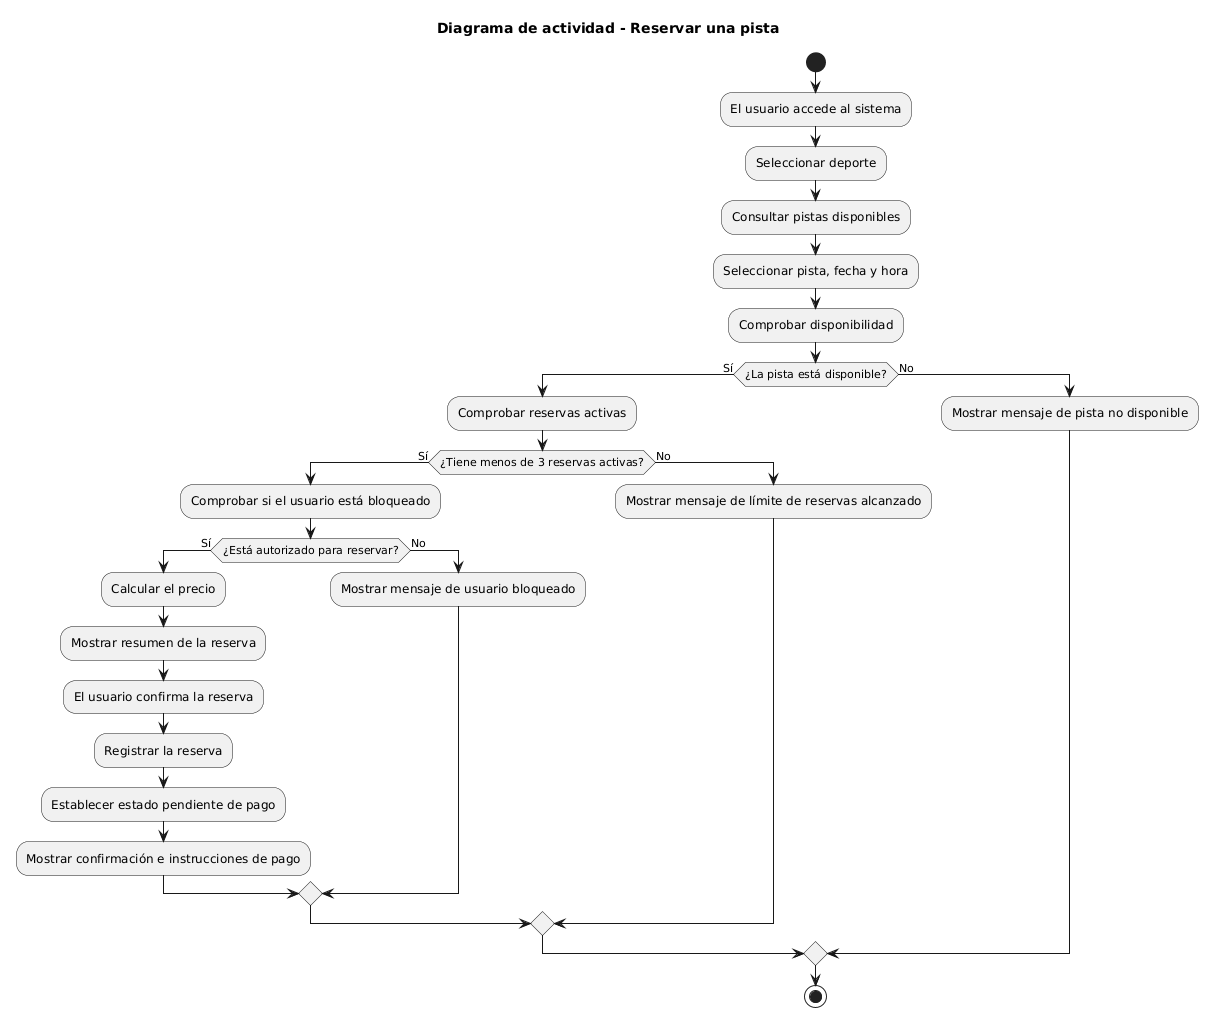 Diagrama de actividad - Reservar una pista
El usuario accede al sistema
Seleccionar deporte
Consultar pistas disponibles
Seleccionar pista, fecha y hora
Comprobar disponibilidad
Sí
¿La pista está disponible?
No
Comprobar reservas activas
Mostrar mensaje de pista no disponible
Sí
¿Tiene menos de 3 reservas activas?
No
Comprobar si el usuario está bloqueado
Mostrar mensaje de límite de reservas alcanzado
Sí
¿Está autorizado para reservar?
No
Calcular el precio
Mostrar mensaje de usuario bloqueado
Mostrar resumen de la reserva
El usuario confirma la reserva
Registrar la reserva
Establecer estado pendiente de pago
Mostrar confirmación e instrucciones de pago